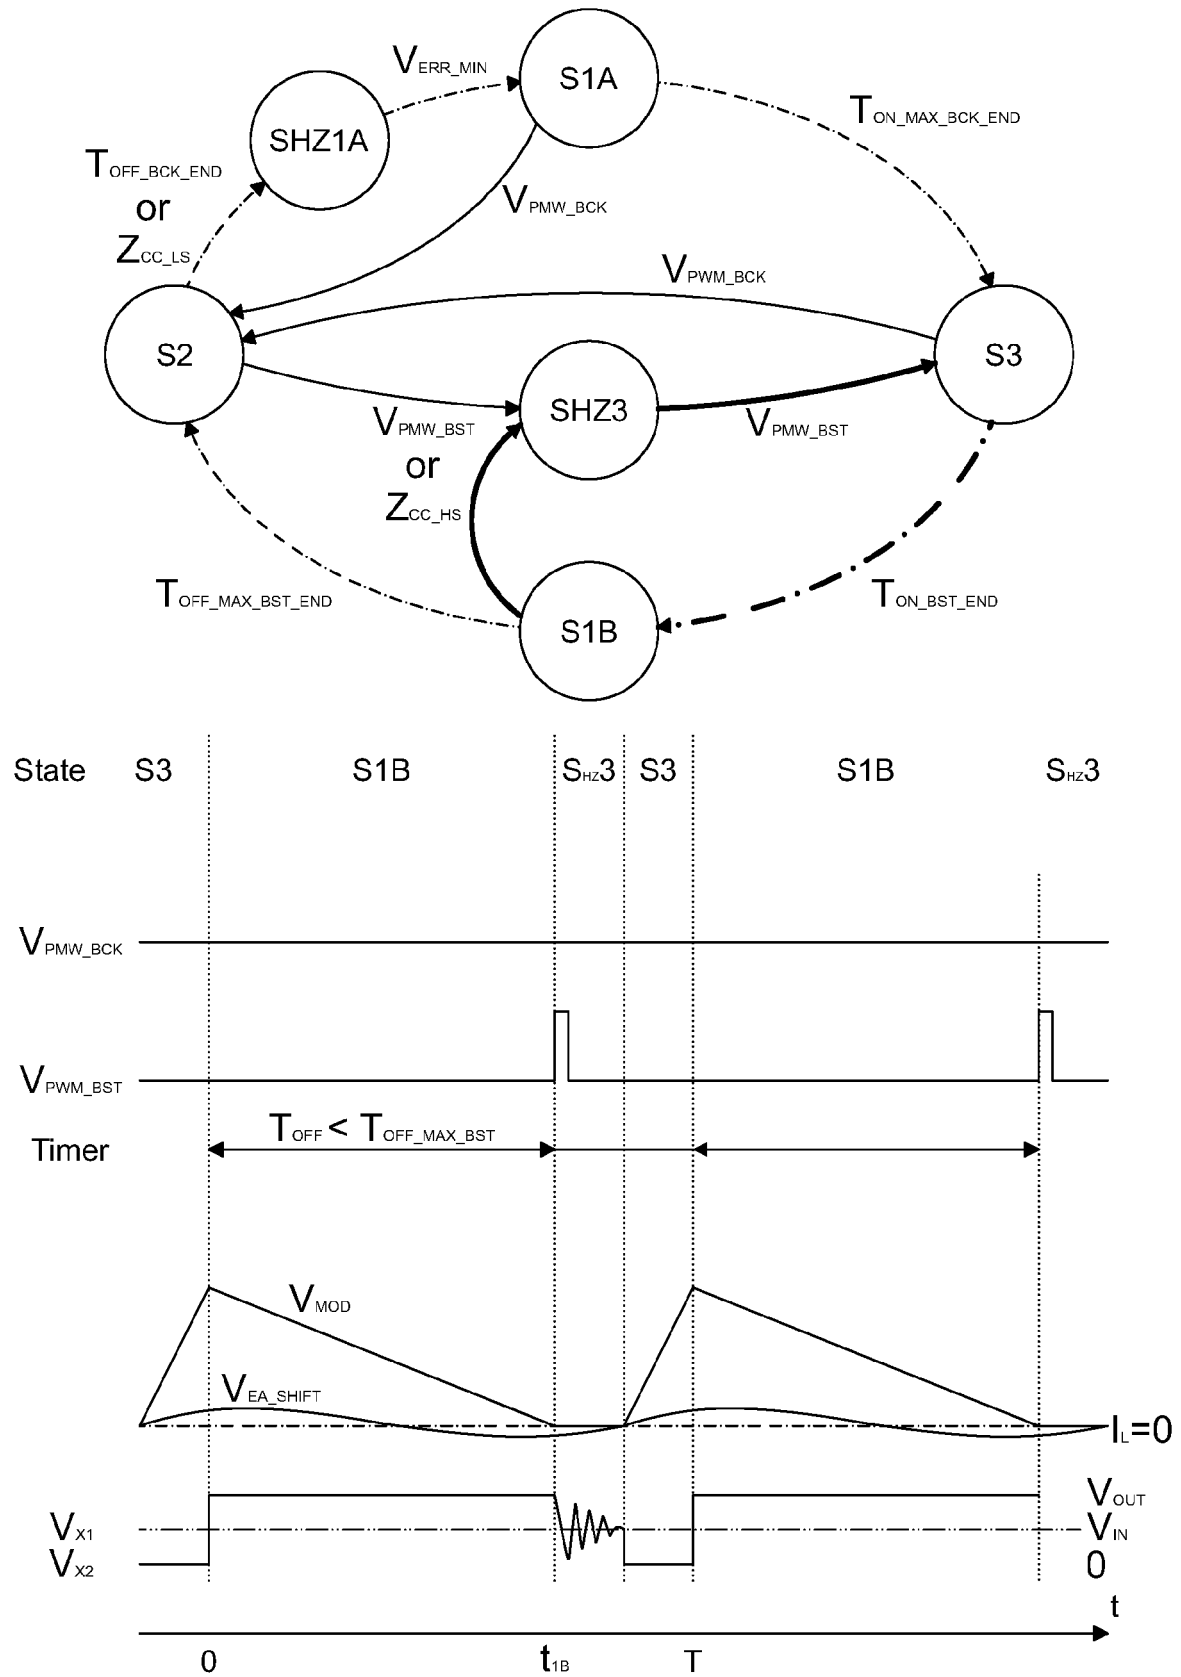 V_ERR_MIN
S1A
SHZ1A
T_ON_MAX_BCK_END
T_OFF_BCK_END
or
Z_CC_LS
V_PMW_BCK
V_PWM_BCK
S2
S3
SHZ3
V_PMW_BST
or
Z_CC_HS
V_PMW_BST
T_OFF_MAX_BST_END
T_ON_BST_END
S1B
State S3 S1B S_HZ3 S3 S1B S_HZ3
V_PMW_BCK
V_PWM_BST
Timer T_OFF < T_OFF_MAX_BST
V_MOD
V_EA_SHIFT
I_L=0
V_OUT
V_X1 V_IN
V_X2 0
t
0 t_1B T